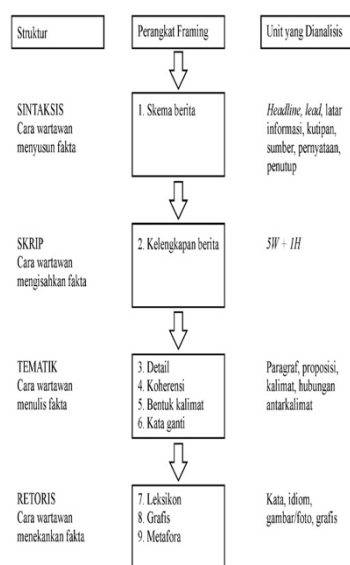 Struktur
Perangkat Framing
Unit yang Dianalisis
SINTAKSIS
Cara wartawan
menyusun fakta
1. Skema berita
Headline, lead, latar
informasi, kutipan,
sumber, pernyataan,
penutup
SKRIP
Cara wartawan
mengisahkan fakta
2. Kelengkapan berita
5W + 1H
TEMATIK
Cara wartawan
menulis fakta
3. Detail
4. Koherensi
5. Bentuk kalimat
6. Kata ganti
Paragraf, proposisi,
kalimat, hubungan
antarkalimat
RETORIS
Cara wartawan
menekankan fakta
7. Leksikon
8. Grafis
9. Metafora
Kata, idiom,
gambar/foto, grafis